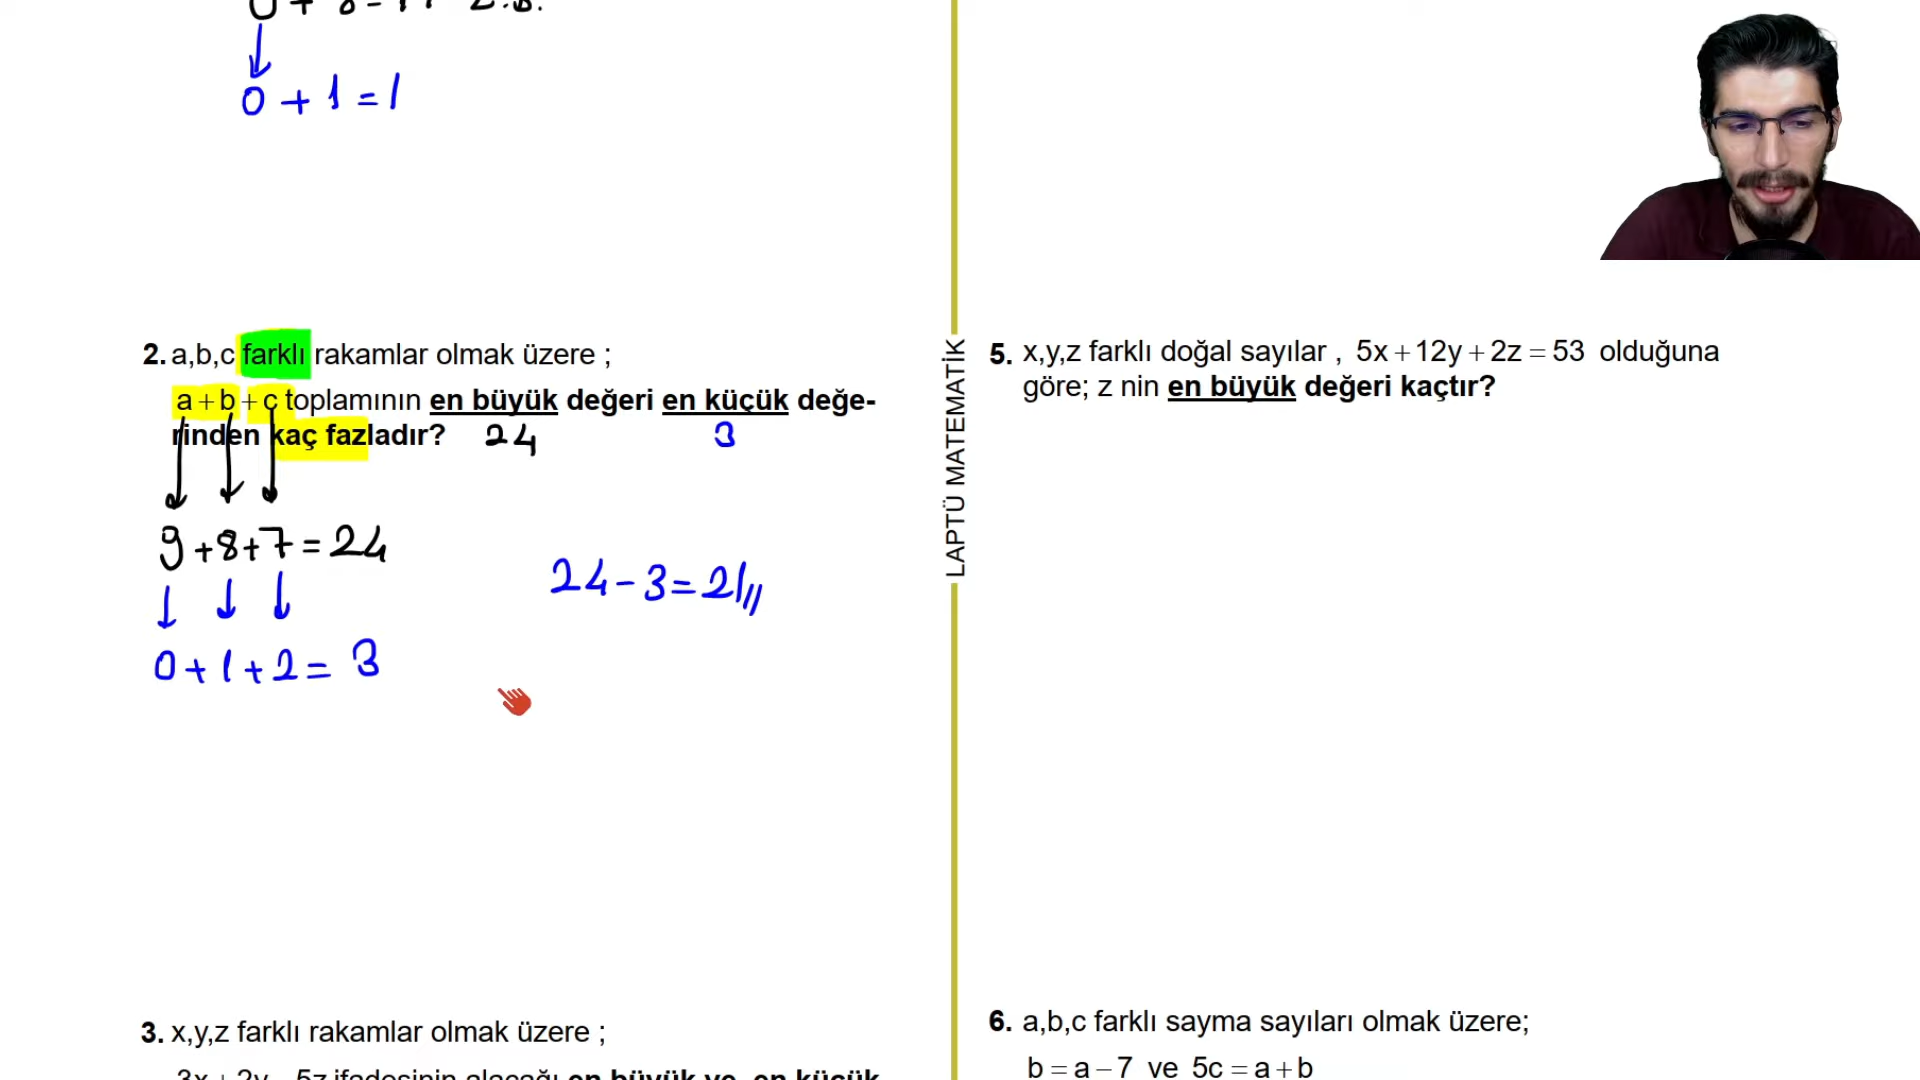 0 + 1 = 1
2. a,b,c farklı rakamlar olmak üzere ;
a + b + c toplamının en büyük değeri en küçük değe-
rinden kaç fazladır?
24
3
9 + 8 + 7 = 24
0 + 1 + 2 = 3
24 - 3 = 21
3. x,y,z farklı rakamlar olmak üzere ;
LAPTÜ MATEMATİK
5. x,y,z farklı doğal sayılar , 5x + 12y + 2z = 53 olduğuna
göre; z nin en büyük değeri kaçtır?
6. a,b,c farklı sayma sayıları olmak üzere;
b = a – 7 ve 5c = a + b